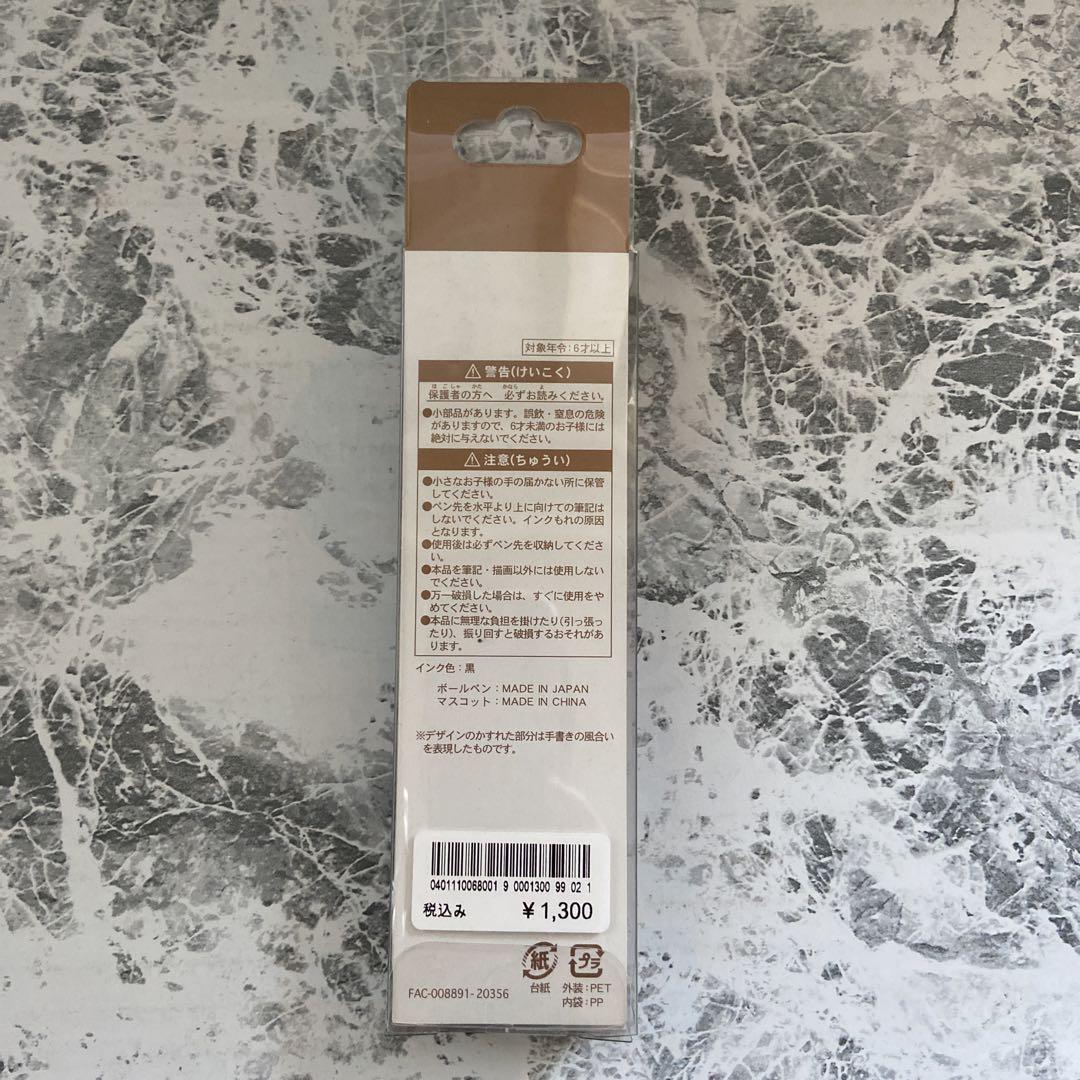 対象年令：6才以上
警告(けいこく)
保護者の方へ 必ずお読みください。
ほごしゃ かた かなら よ
●小部品があります。誤飲・窒息の危険
がありますので、6才未満のお子様には
絶対に与えないでください。
注意(ちゅうい)
●小さなお子様の手の届かない所に保管
してください。
●ペン先を水平より上に向けての筆記は
しないでください。インクもれの原因
となります。
●使用後は必ずペン先を収納してくださ
い。
●本品を筆記・描画以外には使用しない
でください。
●万一破損した場合は、すぐに使用をや
めてください。
●本品に無理な負担を掛けたり(引っ張っ
たり)、振り回すと破損するおそれがあ
ります。
インク色：黒
ボールペン：MADE IN JAPAN
マスコット：MADE IN CHINA
※デザインのかすれた部分は手書きの風合い
を表現したものです。
0401110068001 9 0001300 99 02 1
税込み ¥1,300
紙 プラ
台紙 外装：PET
内袋：PP
FAC-008891-20356